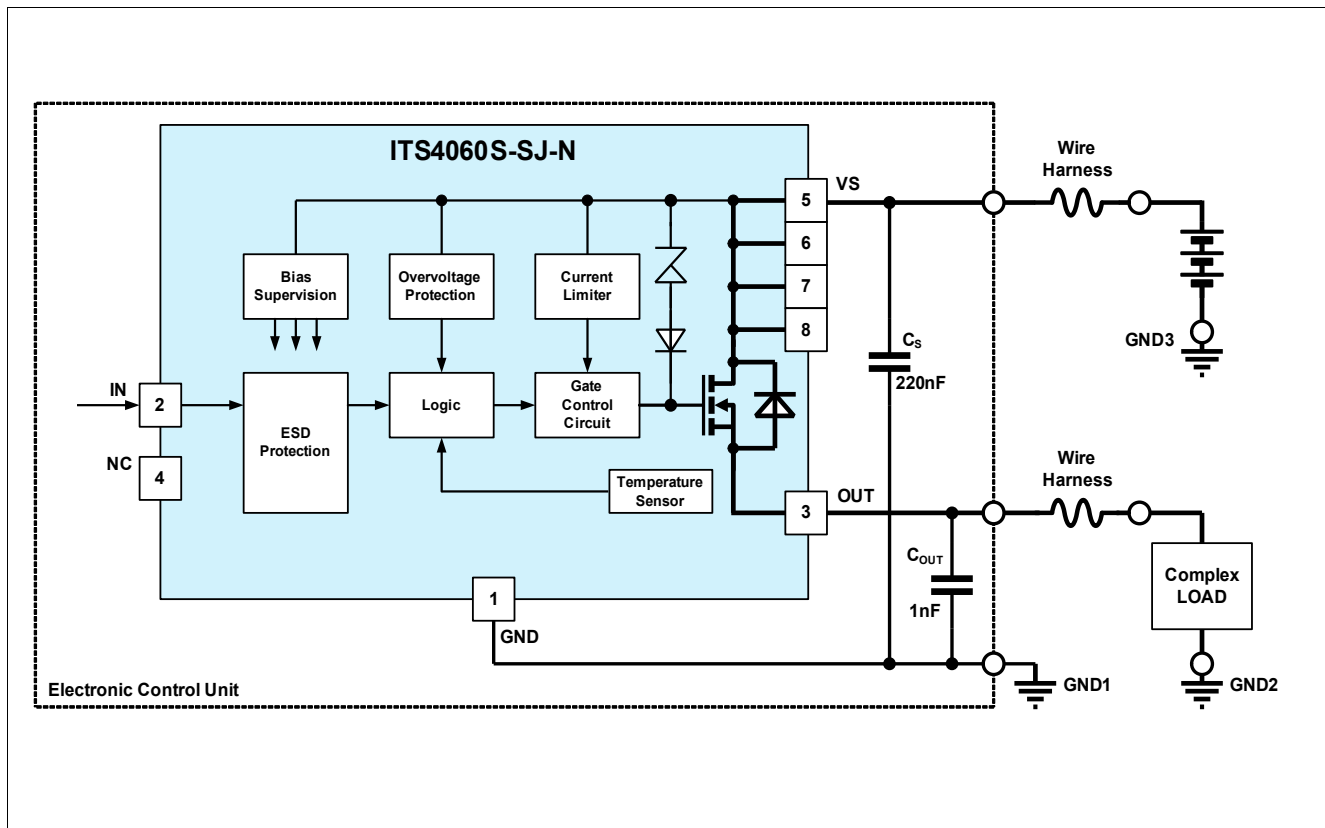 ITS4060S-SJ-N
Wire
Harness
VS
5
6
7
8
Bias
Supervision
Overvoltage
Protection
Current
Limiter
GND3
CS
220nF
IN
2
ESD
Protection
Logic
Gate
Control
Circuit
NC
4
Temperature
Sensor
3
OUT
Wire
Harness
COUT
1nF
Complex
LOAD
1
GND
Electronic Control Unit
GND1
GND2